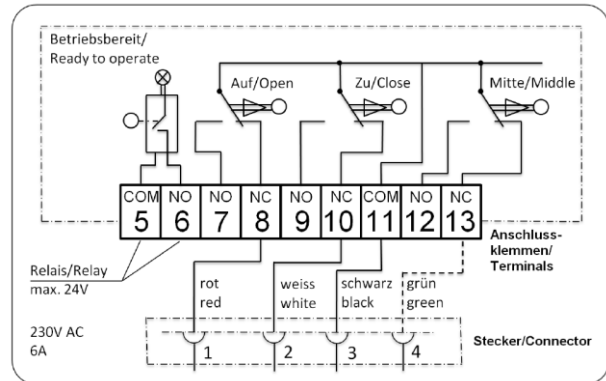 Betriebsbereit/
Ready to operate
Auf/Open
Zu/Close
Mitte/Middle
COM NO NO NC NO NC COM NO NC
5 6 7 8 9 10 11 12 13
Anschluss-
klemmen/
Terminals
Relais/Relay
max. 24V
rot
red
weiss
white
schwarz
black
grün
green
230V AC
6A
1 2 3 4
Stecker/Connector